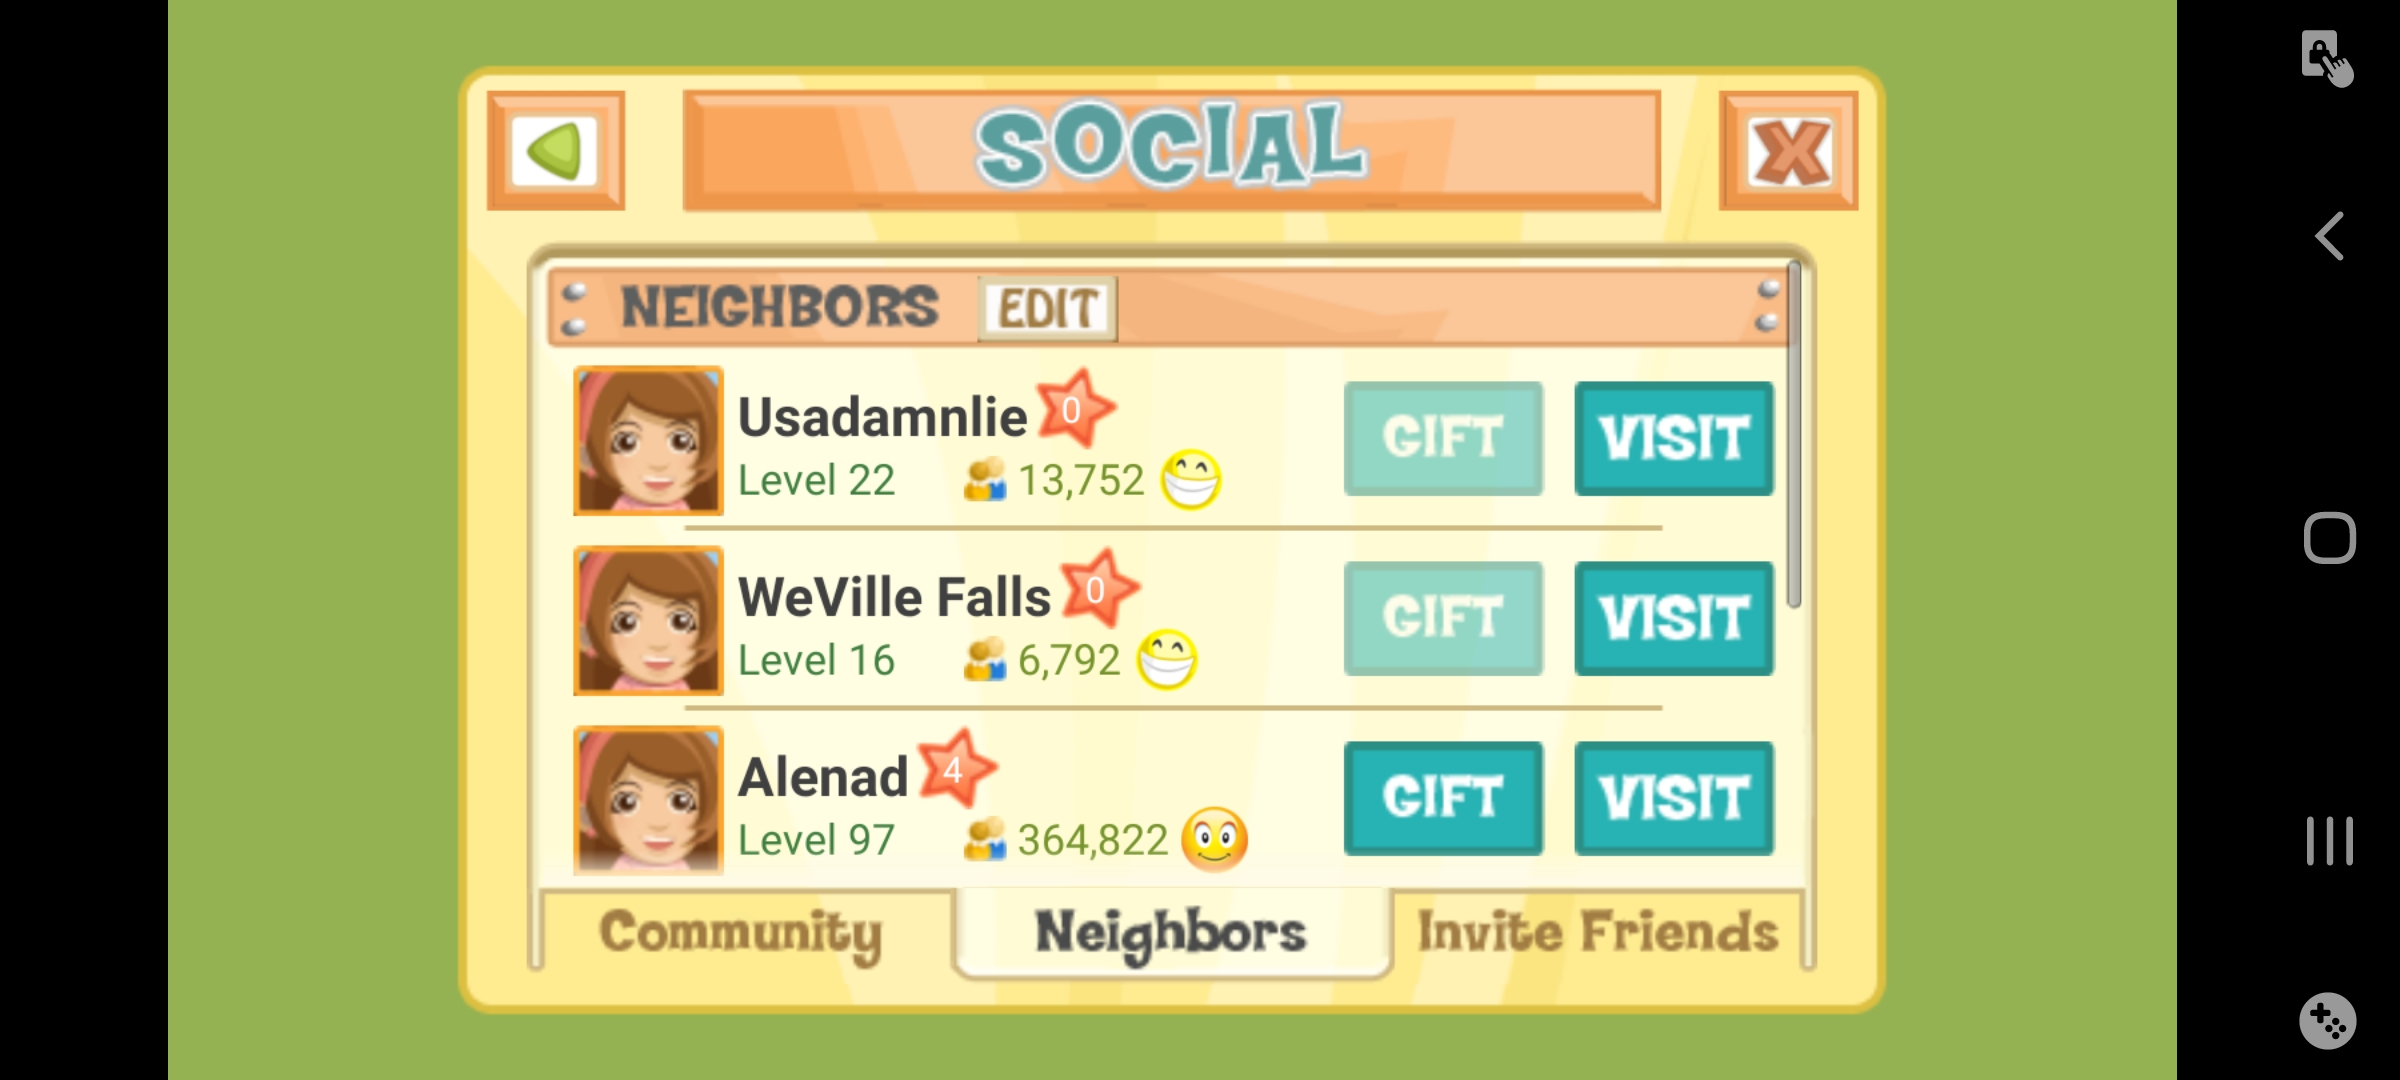 SOCIAL
NEIGHBORS EDIT
Usadamnlie 0
Level 22 13,752
GIFT VISIT
WeVille Falls 0
Level 16 6,792
GIFT VISIT
Alenad 4
Level 97 364,822
GIFT VISIT
Community Neighbors Invite Friends